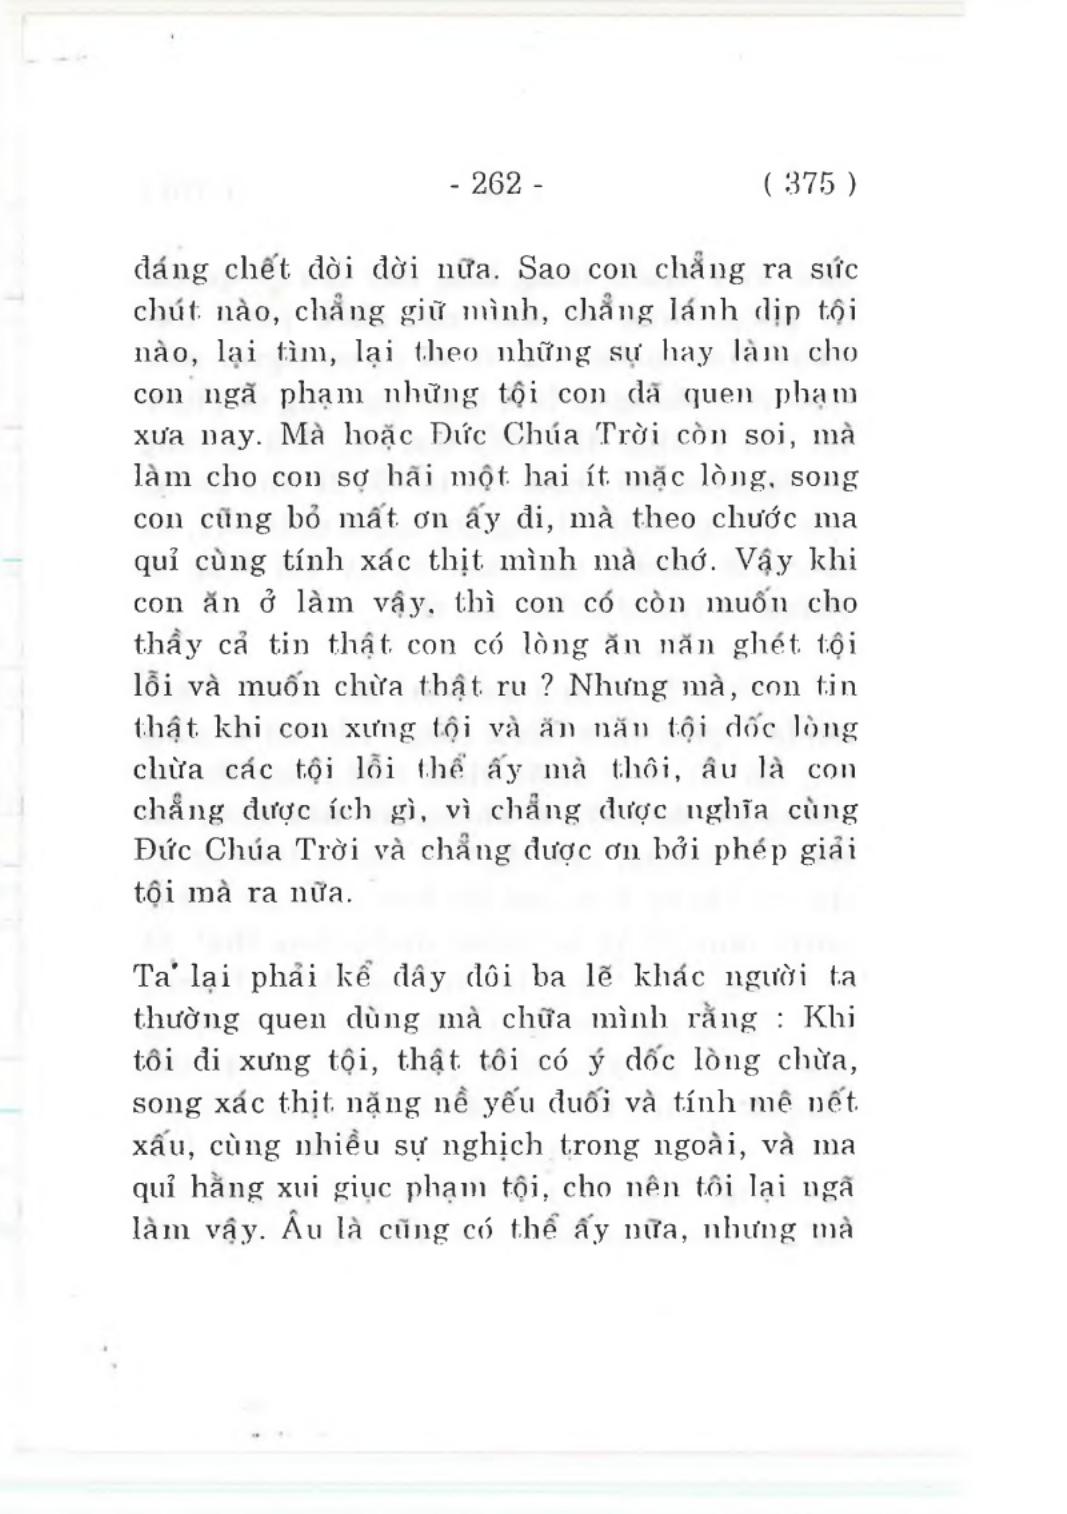 - 262 - ( 375 )
đáng chết đời đời nữa. Sao con chẳng ra sức
chút nào, chẳng giữ mình, chẳng lánh dịp tội
nào, lại tìm, lại theo những sự hay làm cho
con ngã phạm những tội con đã quen phạm
xưa nay. Mà hoặc Đức Chúa Trời còn soi, mà
làm cho con sợ hãi một hai ít mặc lòng, song
con cũng bỏ mất ơn ấy đi, mà theo chước ma
quỉ cùng tính xác thịt mình mà chớ. Vậy khi
con ăn ở làm vậy, thì con có còn muốn cho
thầy cả tin thật con có lòng ăn năn ghét tội
lỗi và muốn chừa thật ru ? Nhưng mà, con tin
thật khi con xưng tội và ăn năn tội dốc lòng
chừa các tội lỗi thể ấy mà thôi, âu là con
chẳng được ích gì, vì chẳng được nghĩa cùng
Đức Chúa Trời và chẳng được ơn bởi phép giải
tội mà ra nữa.
Ta lại phải kể đây đôi ba lẽ khác người ta
thường quen dùng mà chữa mình rằng : Khi
tôi đi xưng tội, thật tôi có ý dốc lòng chừa,
song xác thịt nặng nề yếu đuối và tính mê nết
xấu, cùng nhiều sự nghịch trong ngoài, và ma
quỉ hằng xui giục phạm tội, cho nên tôi lại ngã
làm vậy. Âu là cũng có thể ấy nữa, nhưng mà